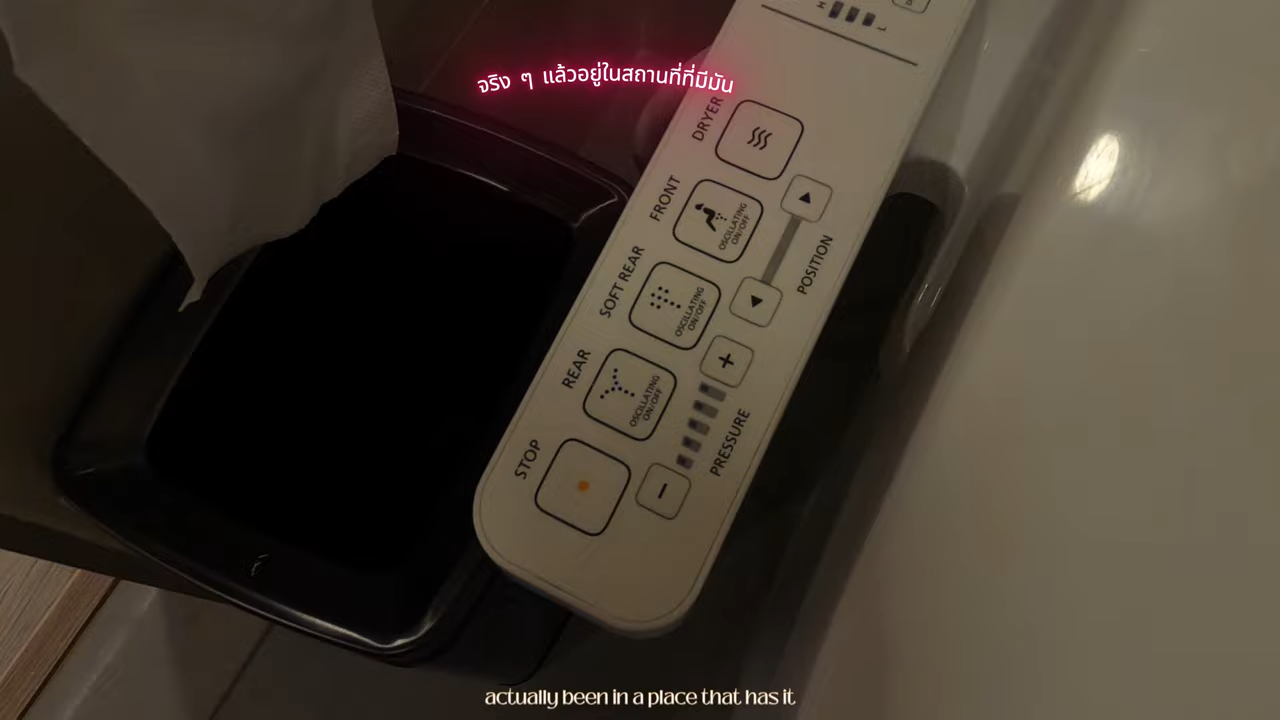 H L
จริง ๆ แล้วอยู่ในสถานที่ที่มีมัน
DRYER
FRONT
OSCILLATING
ON/OFF
POSITION
SOFT REAR
OSCILLATING
ON/OFF
+
REAR
OSCILLATING
ON/OFF
PRESSURE
STOP
−
actually been in a place that has it